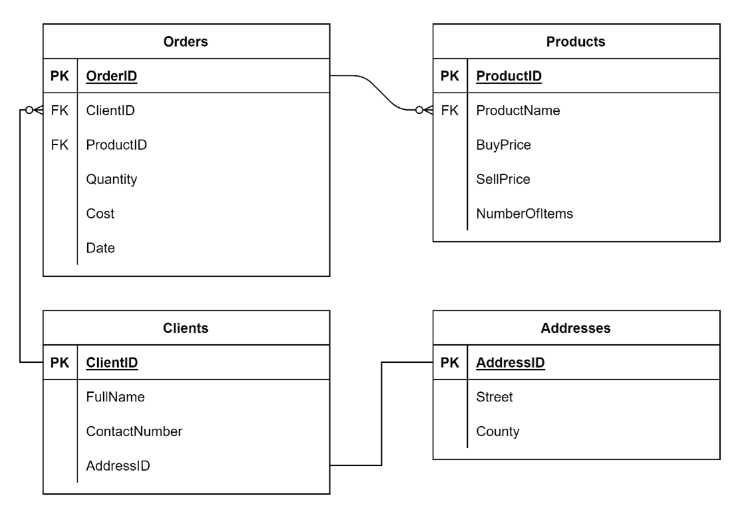 Orders
PK OrderID
FK ClientID
FK ProductID
Quantity
Cost
Date
Products
PK ProductID
FK ProductName
BuyPrice
SellPrice
NumberOfItems
Clients
PK ClientID
FullName
ContactNumber
AddressID
Addresses
PK AddressID
Street
County